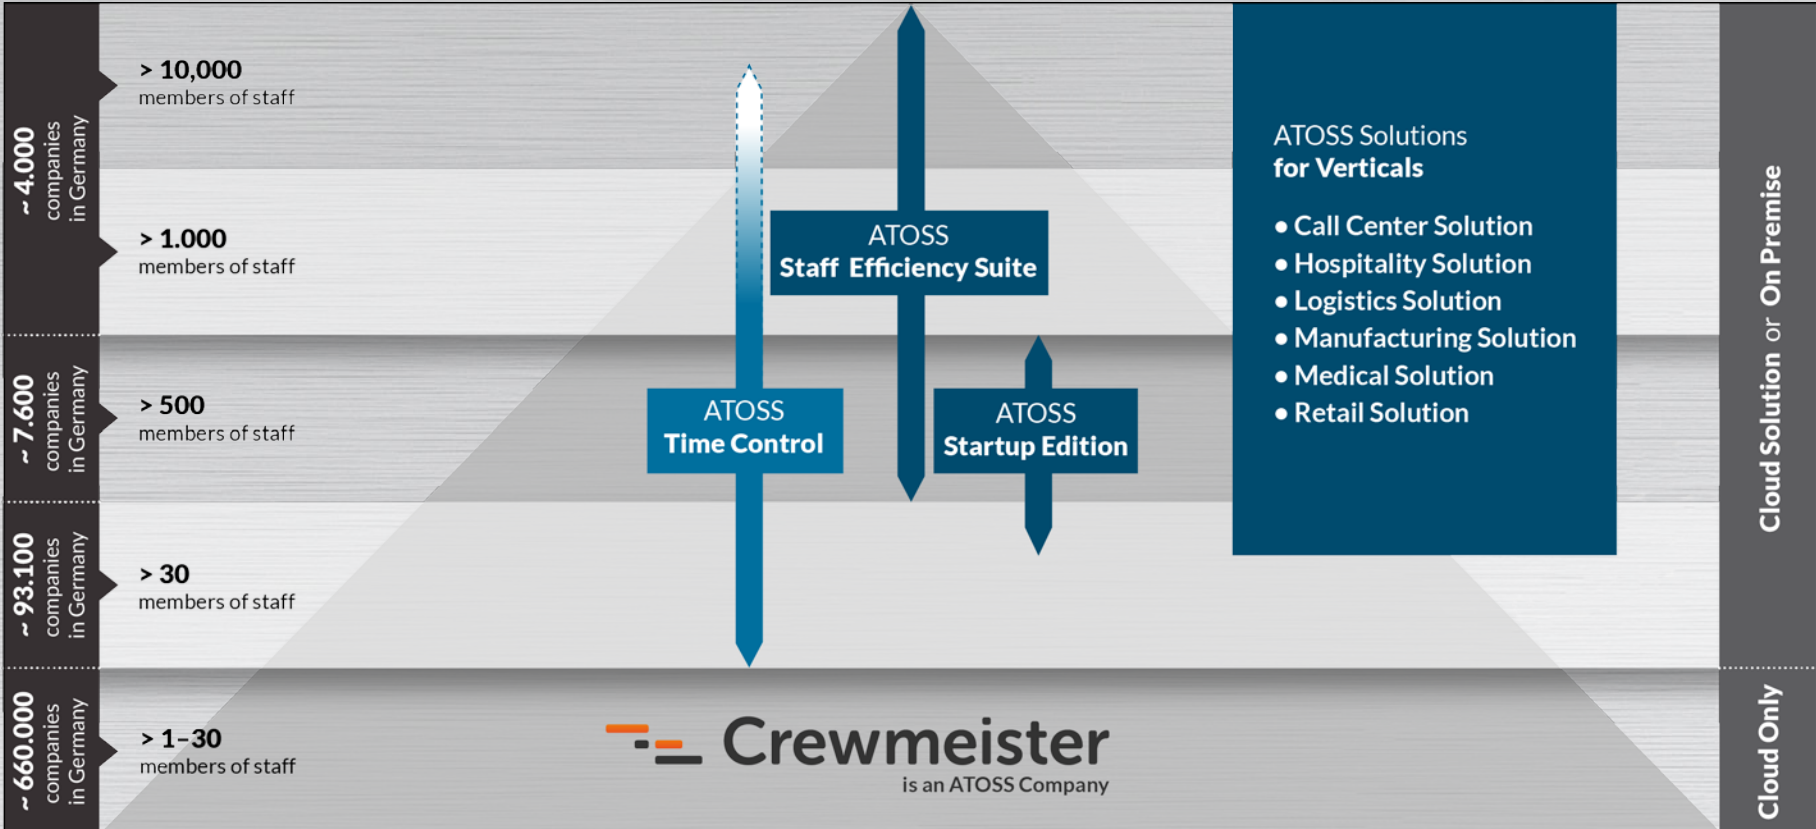 ~ 4.000
companies
in Germany
> 10,000
members of staff
> 1.000
members of staff
~ 7.600
companies
in Germany
> 500
members of staff
~ 93.100
companies
in Germany
> 30
members of staff
~ 660.000
companies
in Germany
> 1–30
members of staff
ATOSS
Staff Efficiency Suite
ATOSS
Time Control
ATOSS
Startup Edition
Crewmeister
is an ATOSS Company
ATOSS Solutions
for Verticals
• Call Center Solution
• Hospitality Solution
• Logistics Solution
• Manufacturing Solution
• Medical Solution
• Retail Solution
Cloud Solution or On Premise
Cloud Only